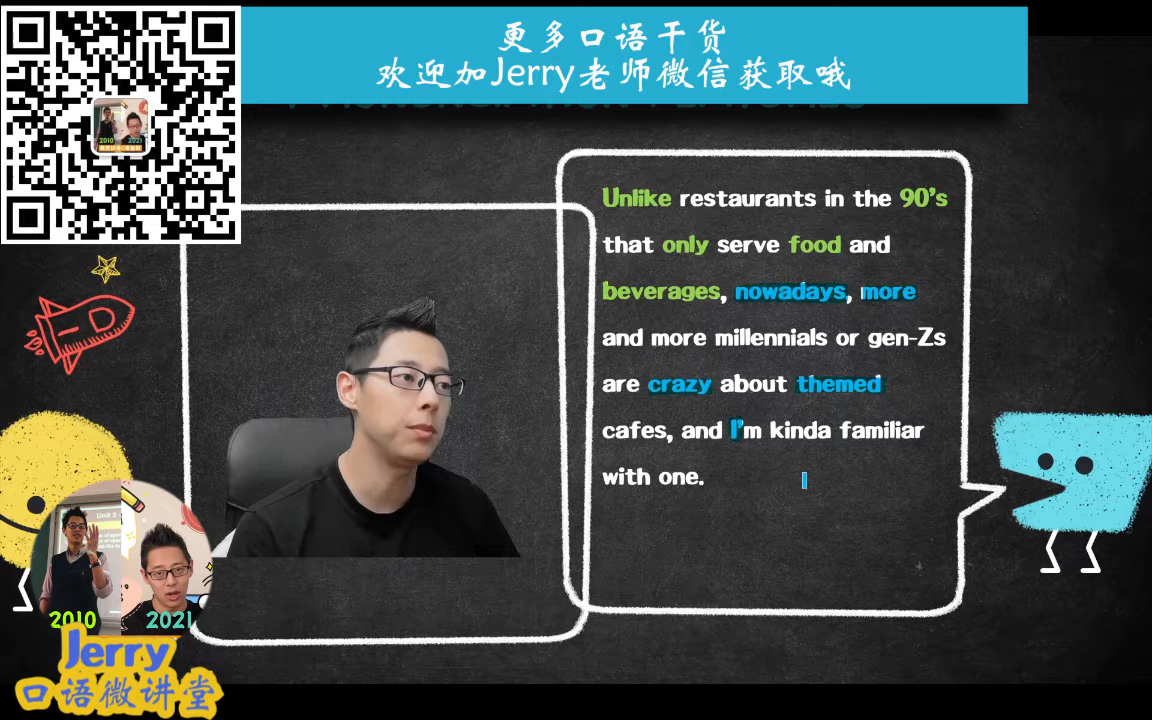 更多口语干货
欢迎加Jerry老师微信获取哦
Unlike restaurants in the 90's
that only serve food and
beverages, nowadays, more
and more millennials or gen-Zs
are crazy about themed
cafes, and I'm kinda familiar
with one.
2010
2021
2010
2021
Jerry
口语微讲堂